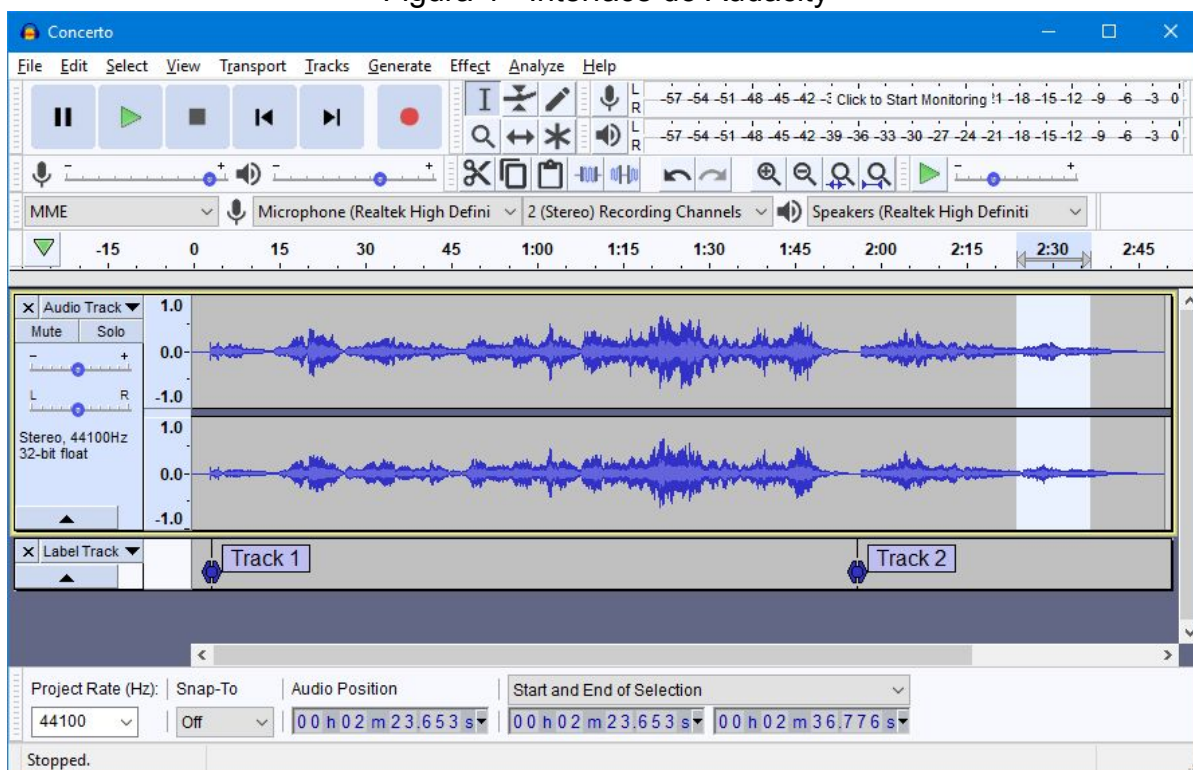 Concerto
File Edit Select View Transport Tracks Generate Effect Analyze Help
L
R
-57 -54 -51 -48 -45 -42 -3 Click to Start Monitoring !1 -18 -15 -12 -9 -6 -3 0
L
R
-57 -54 -51 -48 -45 -42 -39 -36 -33 -30 -27 -24 -21 -18 -15 -12 -9 -6 -3 0
- + - +
- +
MME Microphone (Realtek High Defini 2 (Stereo) Recording Channels Speakers (Realtek High Definiti
-15 0 15 30 45 1:00 1:15 1:30 1:45 2:00 2:15 2:30 2:45
Audio Track
Mute Solo
- +
L R
Stereo, 44100Hz
32-bit float
1.0
0.0
-1.0
1.0
0.0
-1.0
Label Track
Track 1 Track 2
Project Rate (Hz): Snap-To Audio Position Start and End of Selection
44100 Off 00 h 02 m 23.653 s 00 h 02 m 23.653 s 00 h 02 m 36.776 s
Stopped.